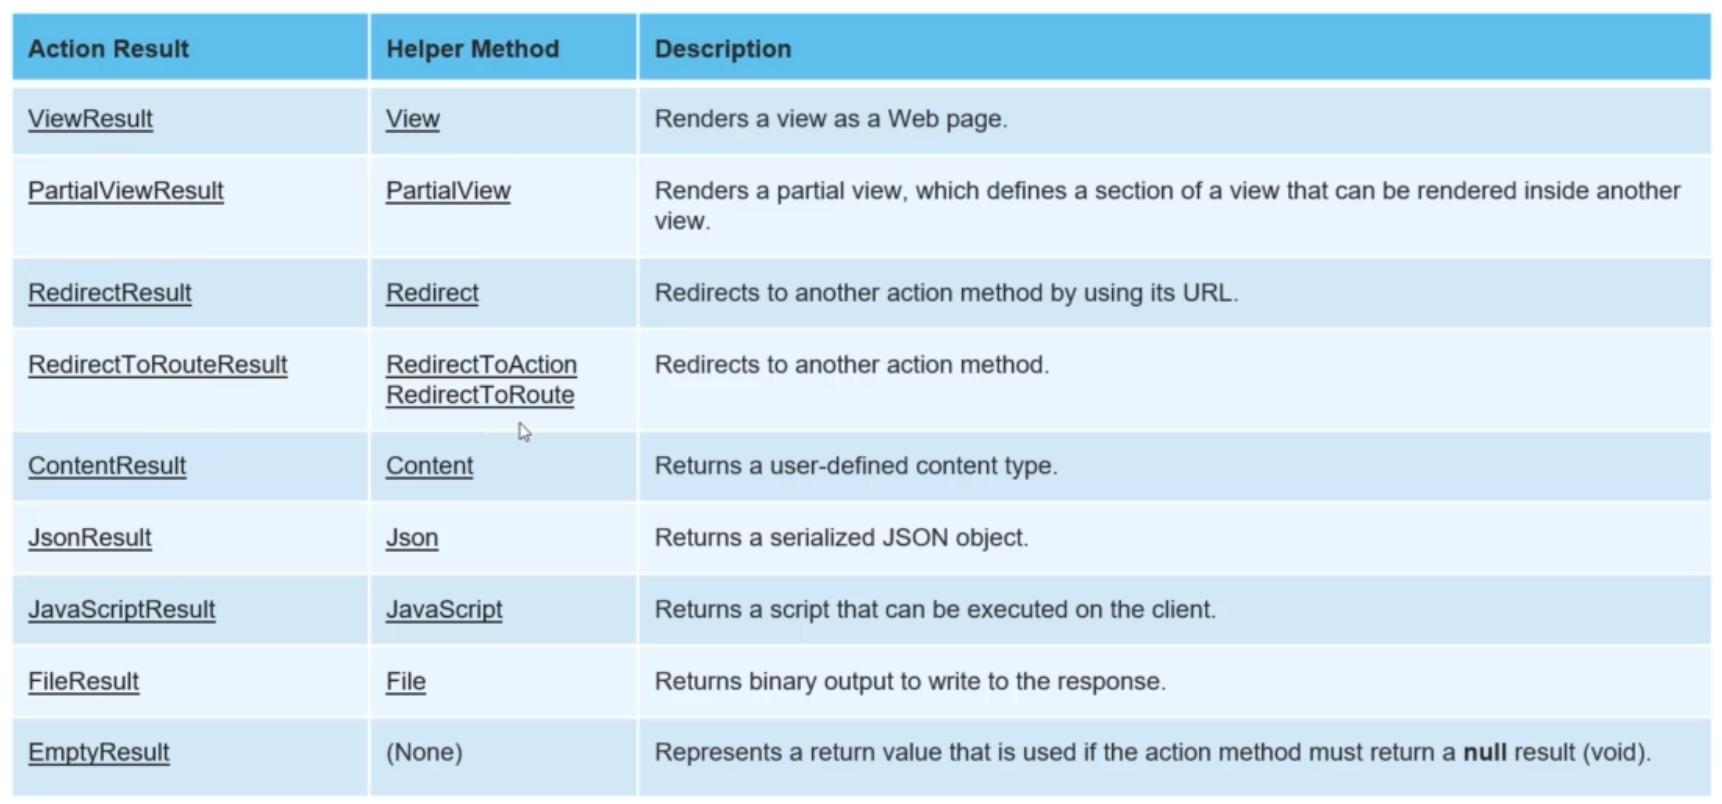 Action Result Helper Method Description
ViewResult View Renders a view as a Web page.
PartialViewResult PartialView Renders a partial view, which defines a section of a view that can be rendered inside another
view.
RedirectResult Redirect Redirects to another action method by using its URL.
RedirectToRouteResult RedirectToAction Redirects to another action method.
RedirectToRoute
ContentResult Content Returns a user-defined content type.
JsonResult Json Returns a serialized JSON object.
JavaScriptResult JavaScript Returns a script that can be executed on the client.
FileResult File Returns binary output to write to the response.
EmptyResult (None) Represents a return value that is used if the action method must return a null result (void).